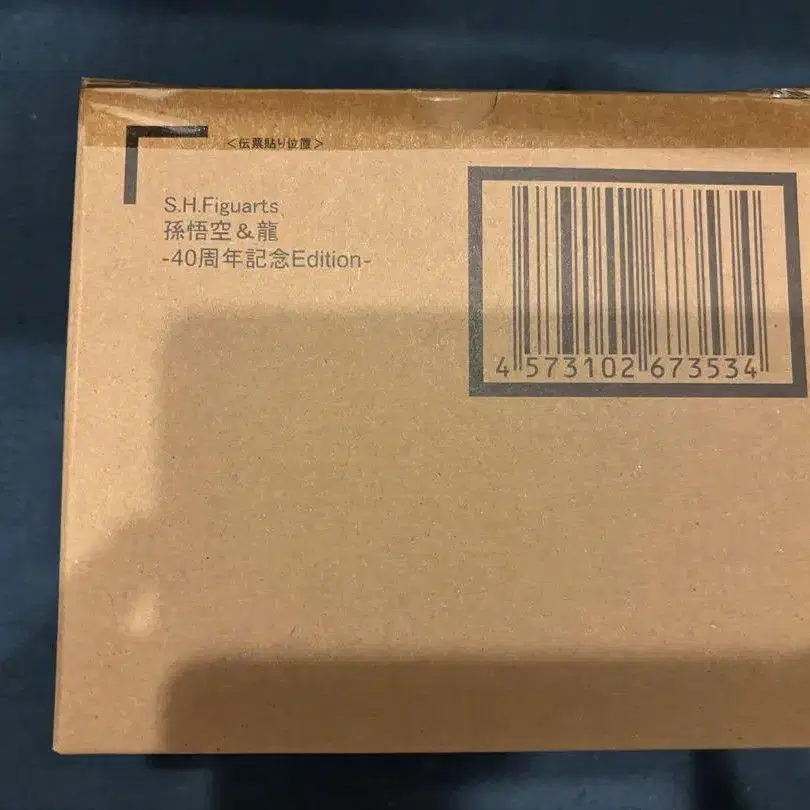 ＜伝票貼り位置＞
S.H.Figuarts
孫悟空＆龍
-40周年記念Edition-
4 573102 673534